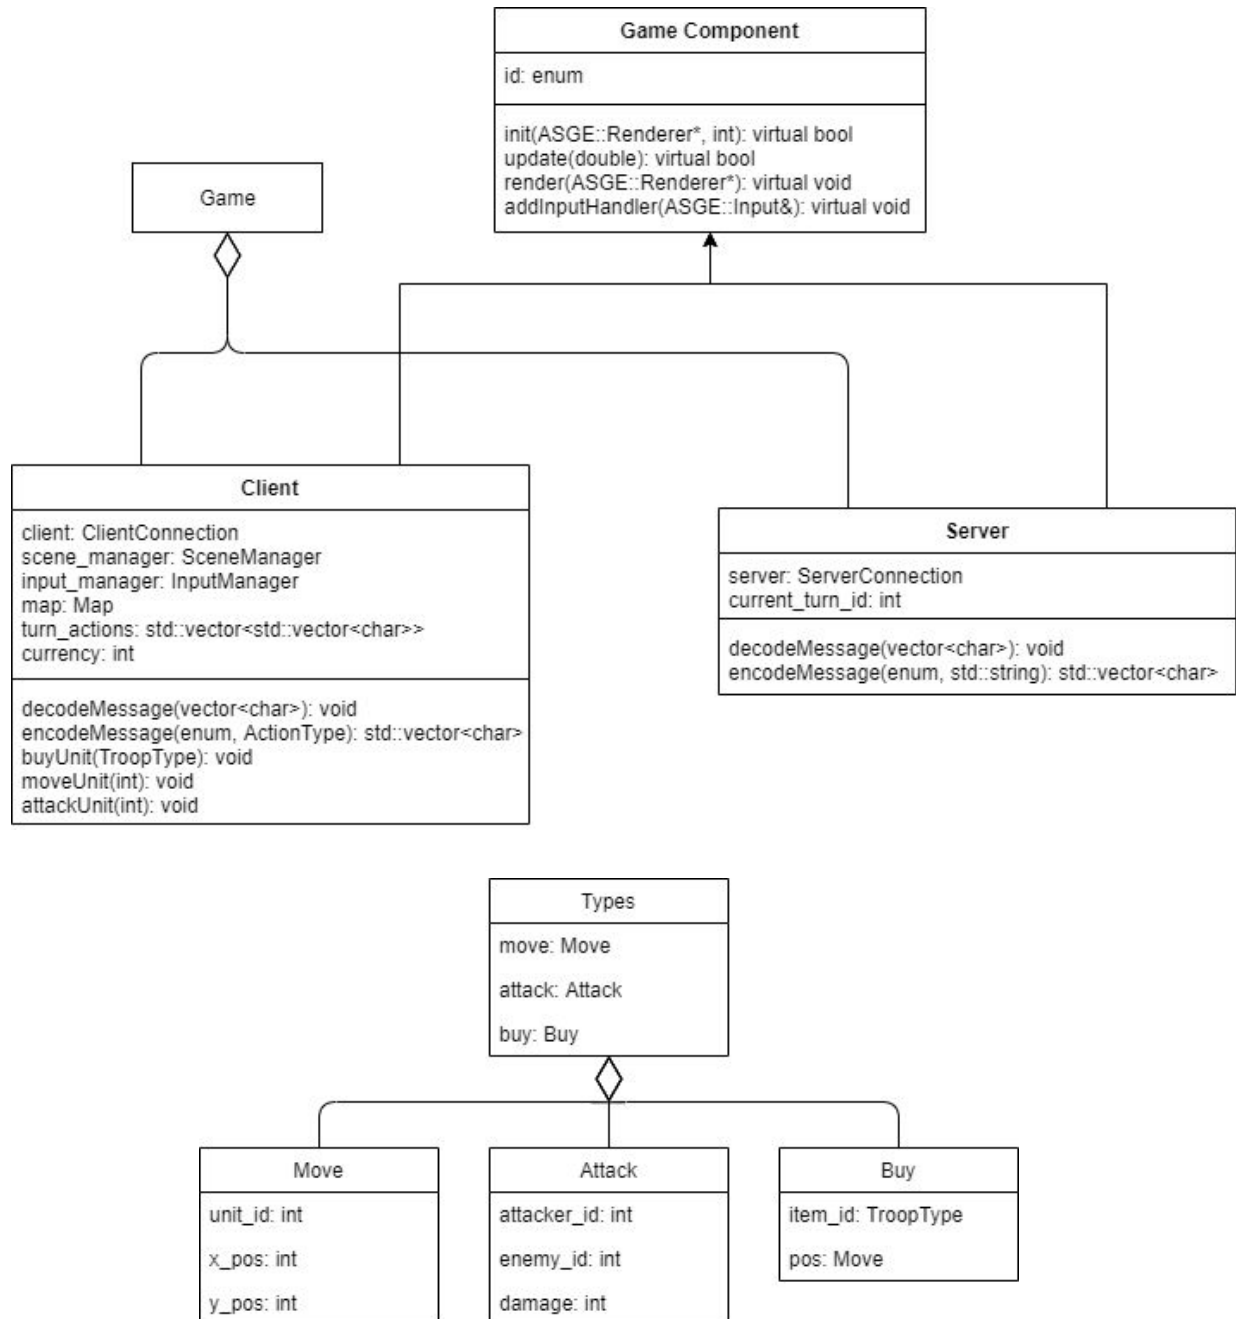 Game Component
id: enum
init(ASGE::Renderer*, int): virtual bool
update(double): virtual bool
render(ASGE::Renderer*): virtual void
addInputHandler(ASGE::Input&): virtual void
Game
Client
client: ClientConnection
scene_manager: SceneManager
input_manager: InputManager
map: Map
turn_actions: std::vector<std::vector<char>>
currency: int
decodeMessage(vector<char>): void
encodeMessage(enum, ActionType): std::vector<char>
buyUnit(TroopType): void
moveUnit(int): void
attackUnit(int): void
Server
server: ServerConnection
current_turn_id: int
decodeMessage(vector<char>): void
encodeMessage(enum, std::string): std::vector<char>
Types
move: Move
attack: Attack
buy: Buy
Move
unit_id: int
x_pos: int
y_pos: int
Attack
attacker_id: int
enemy_id: int
damage: int
Buy
item_id: TroopType
pos: Move